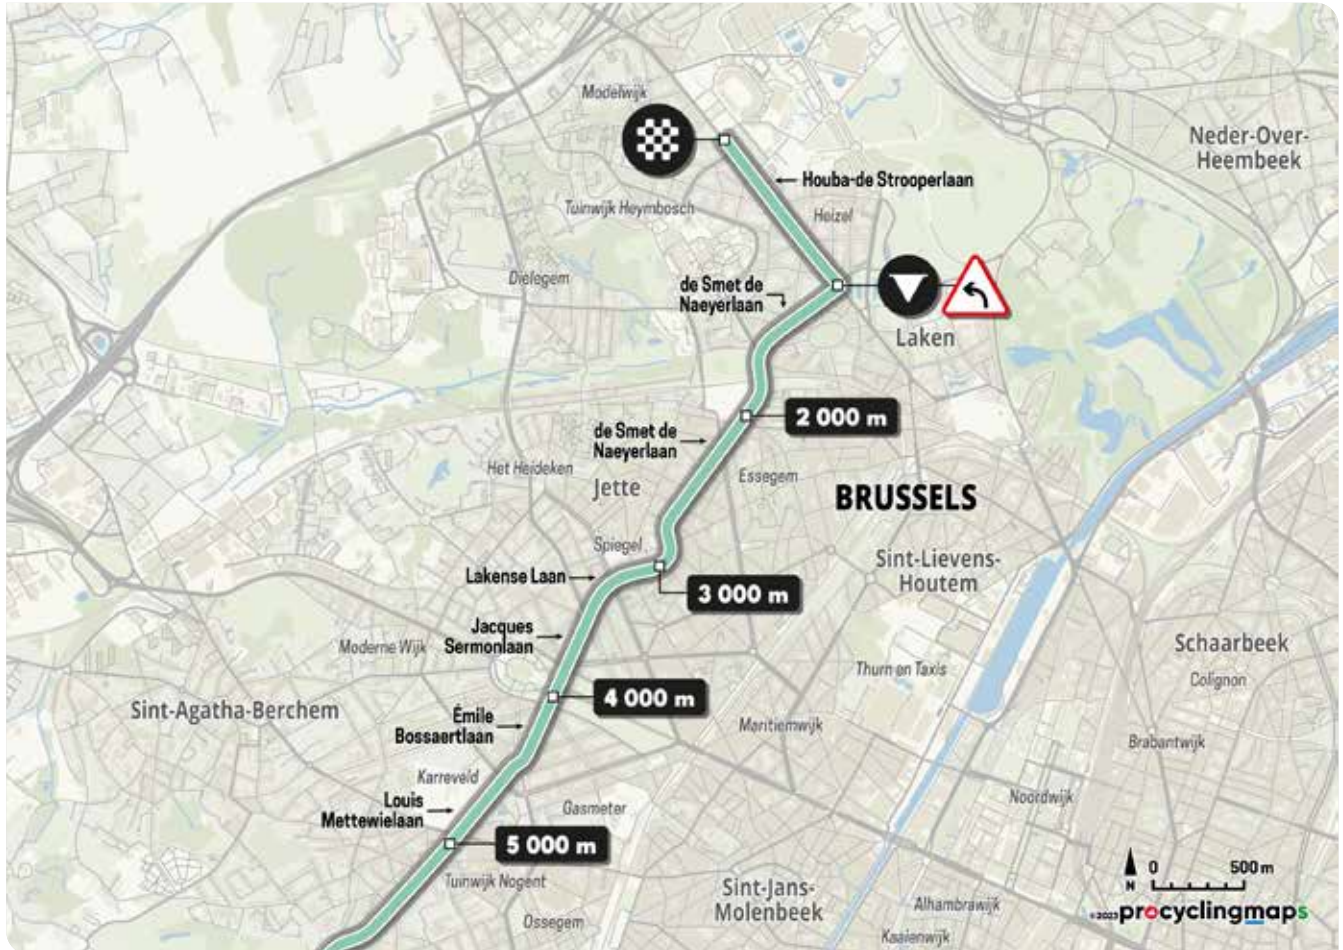 Modelwijk
Neder-Over-
Heembeek
Houba-de Strooperlaan
Tuinwijk Heymbosch
Heizel
Dielegem
de Smet de
Naeyerlaan
Laken
2 000 m
de Smet de
Naeyerlaan
Het Heideken
Essegem
Jette
BRUSSELS
Spiegel
Sint-Lievens-
Houtem
Lakense Laan
3 000 m
Jacques
Sermonlaan
Moderne Wijk
Schaarbeek
Thurn en Taxis
Colignon
4 000 m
Sint-Agatha-Berchem
Émile
Bossaertlaan
Maritiemwijk
Brabantwijk
Karreveld
Louis
Mettewielaan
Gasmeter
Noordwijk
5 000 m
Tuinwijk Nogent
Sint-Jans-
Molenbeek
Ossegem
Alhambrawijk
Kaaienwijk
N
0 500 m
©2023 procyclingmaps